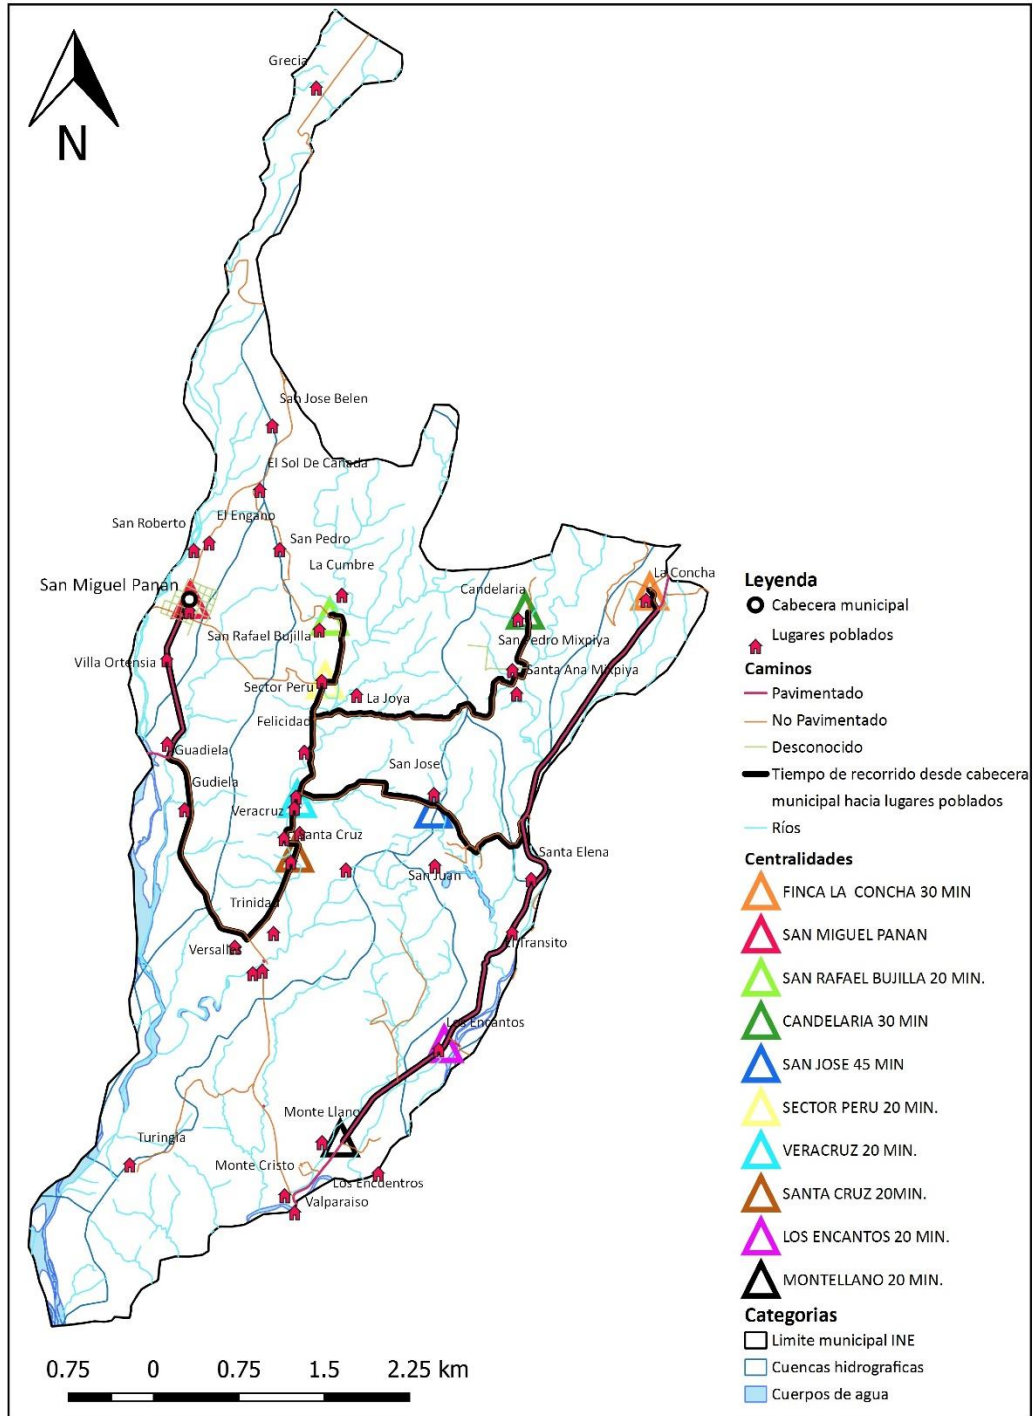 Grecia
N
San Jose Belen
El Sol De Canada
El Engano
San Roberto
San Pedro
La Cumbre
San Miguel Panan
Candelaria
La Concha
San Rafael Bujilla
San Pedro Mixpiya
Villa Ortensia
Santa Ana Mixpiya
Sector Peru
La Joya
Felicidad
Guadiela
San Jose
Gudiela
Veracruz
Santa Cruz
Santa Elena
San Juan
Trinidad
Versalles
El Transito
Los Encantos
Monte Llano
Turingia
Monte Cristo
Los Encuentros
Valparaiso
0.75 0 0.75 1.5 2.25 km
Leyenda
Cabecera municipal
Lugares poblados
Caminos
Pavimentado
No Pavimentado
Desconocido
Tiempo de recorrido desde cabecera
municipal hacia lugares poblados
Ríos
Centralidades
FINCA LA CONCHA 30 MIN
SAN MIGUEL PANAN
SAN RAFAEL BUJILLA 20 MIN.
CANDELARIA 30 MIN
SAN JOSE 45 MIN
SECTOR PERU 20 MIN.
VERACRUZ 20 MIN.
SANTA CRUZ 20MIN.
LOS ENCANTOS 20 MIN.
MONTELLANO 20 MIN.
Categorias
Limite municipal INE
Cuencas hidrograficas
Cuerpos de agua